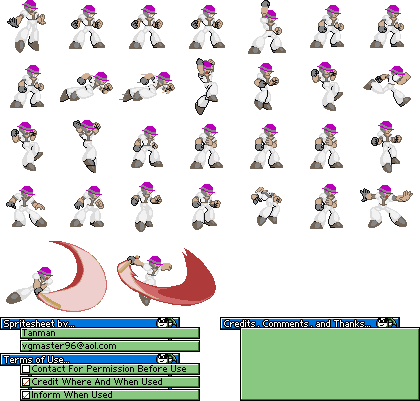 Spritesheet by...
Tanman
vgmaster96@aol.com
Terms of Use...
Contact For Permission Before Use
Credit Where And When Used
Inform When Used
Credits, Comments, and Thanks...